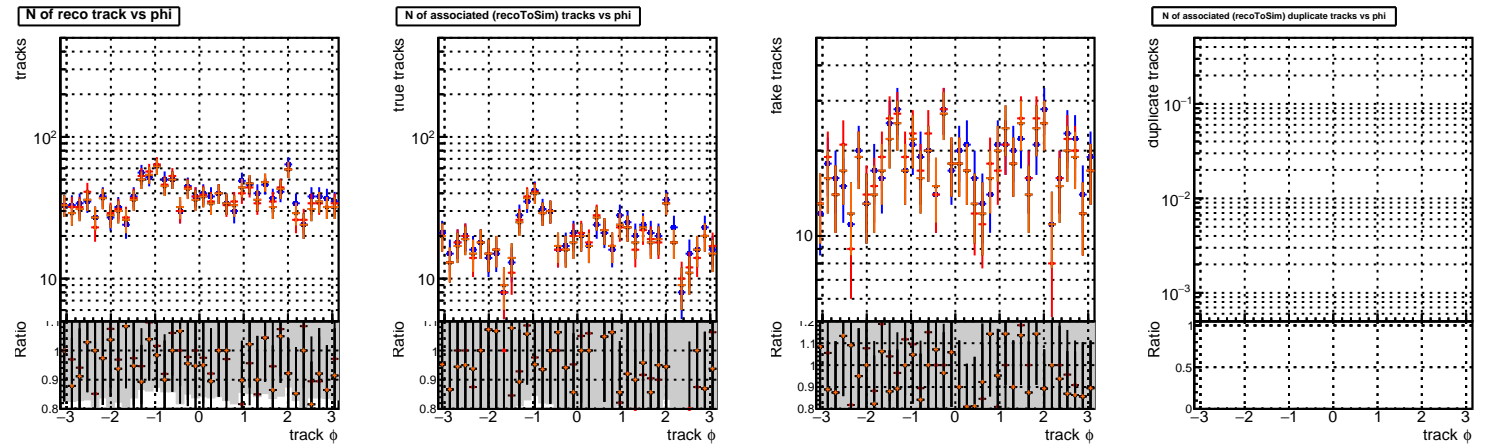 N of reco track vs phi
tracks
10²
10
Ratio
1.1
1
0.9
0.8
−3 −2 −1 0 1 2 3
track ϕ
N of associated (recoToSim) tracks vs phi
true tracks
10²
10
Ratio
1.1
1
0.9
0.8
−3 −2 −1 0 1 2 3
track ϕ
fake tracks
10
Ratio
1.2
1.1
1
0.9
0.8
−3 −2 −1 0 1 2 3
track ϕ
N of associated (recoToSim) duplicate tracks vs phi
duplicate tracks
10⁻¹
10⁻²
10⁻³
Ratio
1
0.5
0
−3 −2 −1 0 1 2 3
track ϕ